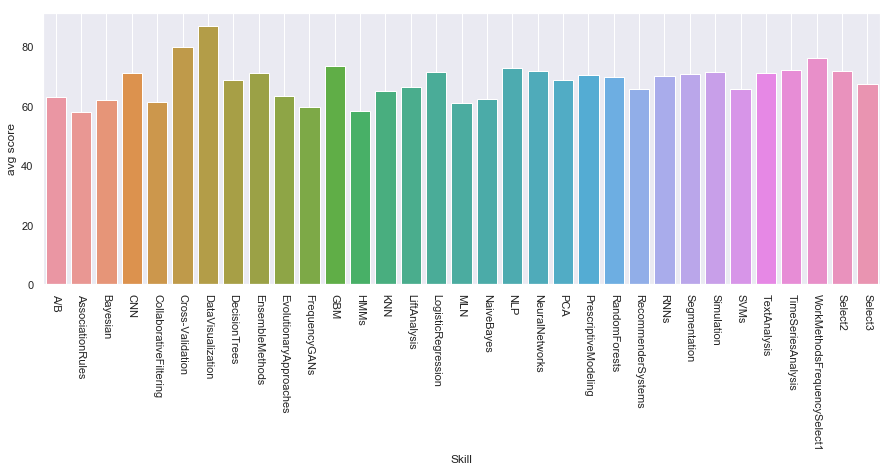 avg score
80
60
40
20
0
A/B
AssociationRules
Bayesian
CNN
CollaborativeFiltering
Cross-Validation
DataVisualization
DecisionTrees
EnsembleMethods
EvolutionaryApproaches
FrequencyGANs
GBM
HMMs
KNN
LiftAnalysis
LogisticRegression
MLN
NaiveBayes
NLP
NeuralNetworks
PCA
PrescriptiveModeling
RandomForests
RecommenderSystems
RNNs
Segmentation
Simulation
SVMs
TextAnalysis
TimeSeriesAnalysis
WorkMethodsFrequencySelect1
Select2
Select3
Skill